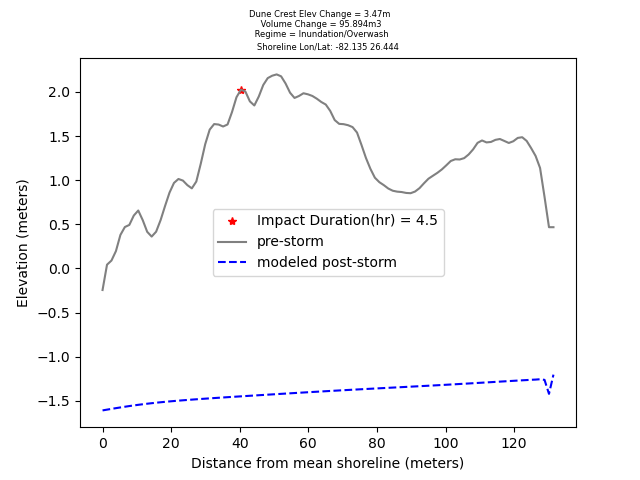 Dune Crest Elev Change = 3.47m
Volume Change = 95.894m3
Regime = Inundation/Overwash
Shoreline Lon/Lat: -82.135 26.444
2.0
1.5
1.0
0.5
0.0
−0.5
−1.0
−1.5
Elevation (meters)
Impact Duration(hr) = 4.5
pre-storm
modeled post-storm
0 20 40 60 80 100 120
Distance from mean shoreline (meters)